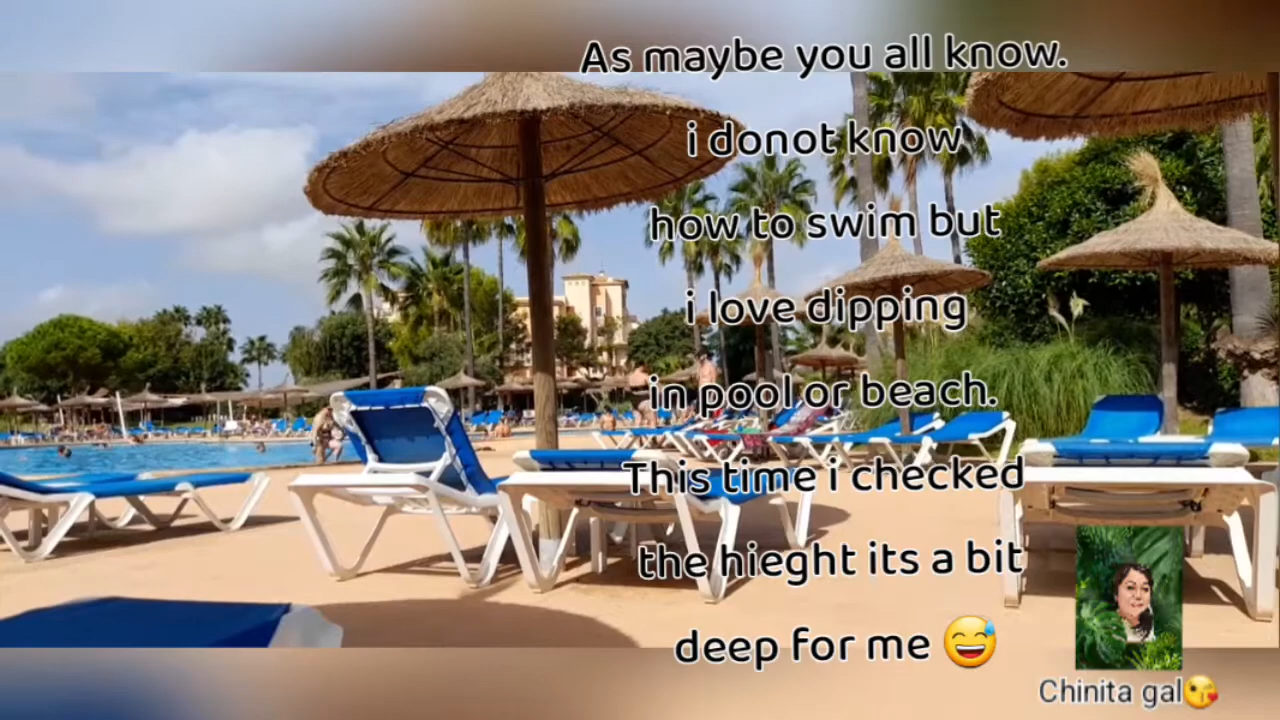 As maybe you all know.
i donot know
how to swim but
i love dipping
in pool or beach.
This time i checked
the hieght its a bit
deep for me 😅
Chinita gal😘